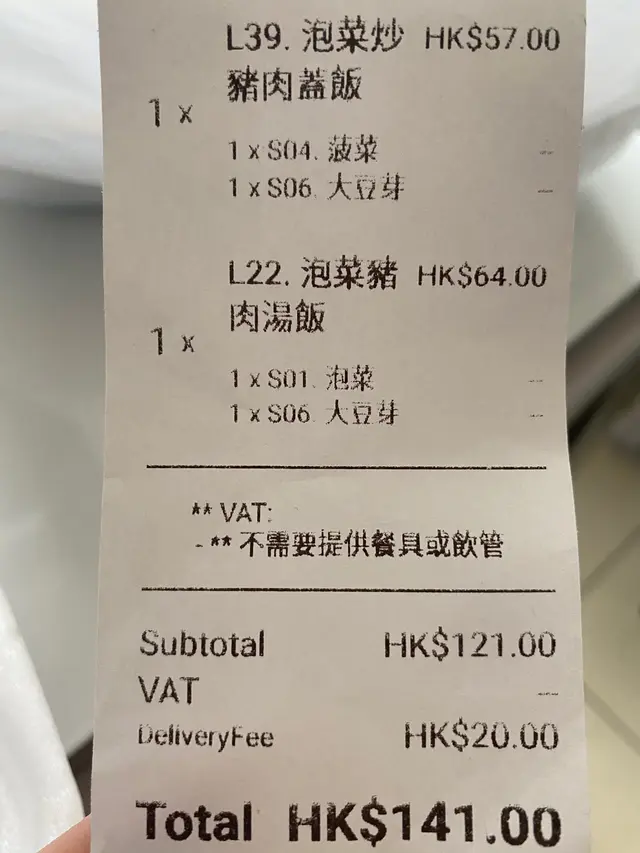 L39. 泡菜炒 HK$57.00
豬肉蓋飯
1 x
1 x S04. 菠菜 --
1 x S06. 大豆芽 --
L22. 泡菜豬 HK$64.00
肉湯飯
1 x
1 x S01. 泡菜 --
1 x S06. 大豆芽 --
** VAT:
- ** 不需要提供餐具或飲管
Subtotal HK$121.00
VAT --
DeliveryFee HK$20.00
Total HK$141.00